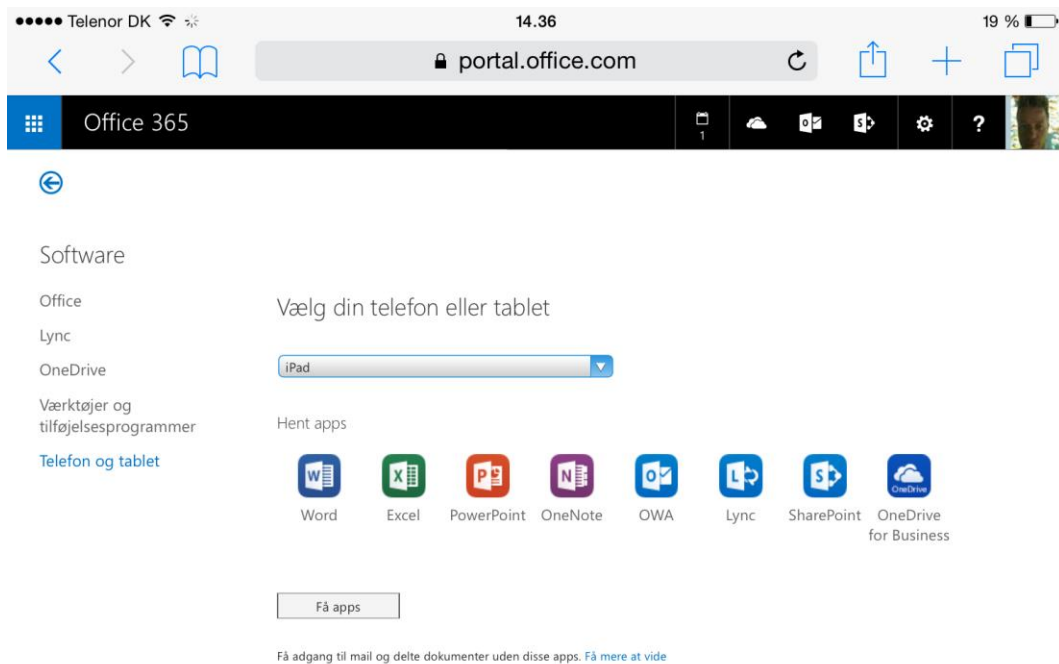 Telenor DK 14.36 19 %
portal.office.com
Office 365 1 ?
Software
Office
Lync
OneDrive
Værktøjer og
tilføjelsesprogrammer
Telefon og tablet
Vælg din telefon eller tablet
iPad
Hent apps
Word Excel PowerPoint OneNote OWA Lync SharePoint OneDrive
for Business
Få apps
Få adgang til mail og delte dokumenter uden disse apps. Få mere at vide